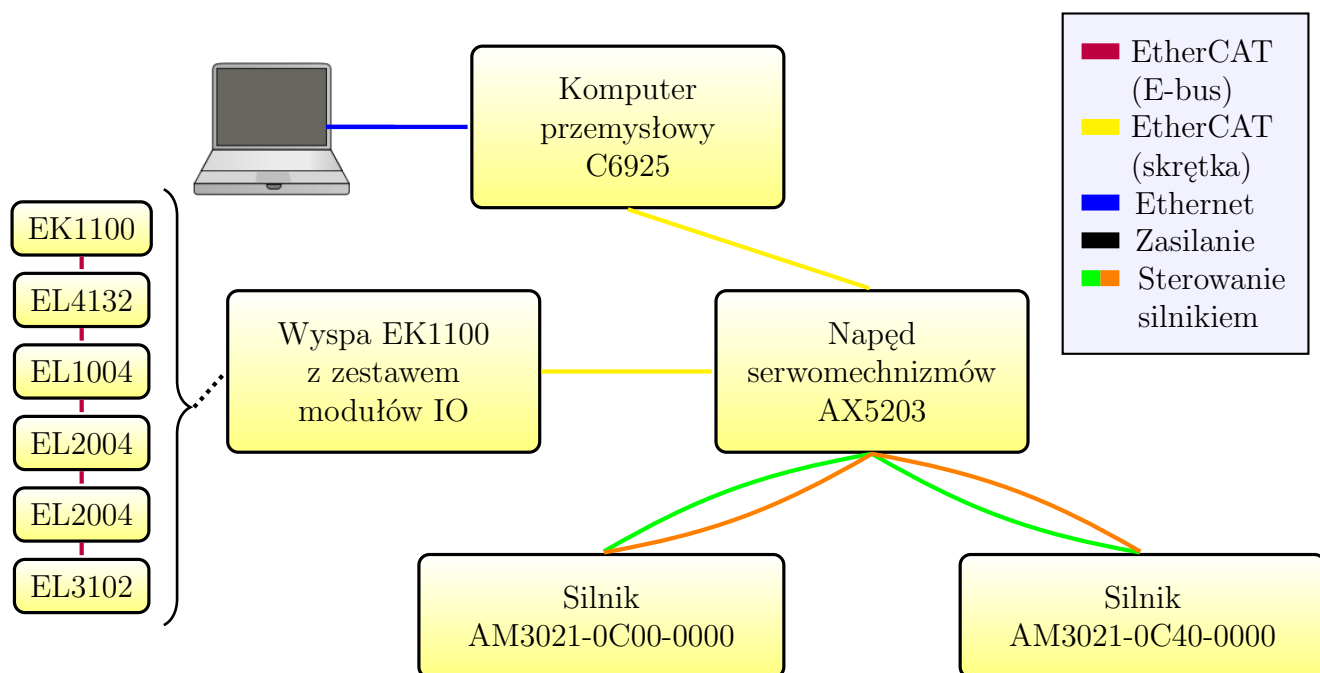 Komputer
przemysłowy
C6925
EtherCAT
(E-bus)
EtherCAT
(skrętka)
Ethernet
Zasilanie
Sterowanie
silnikiem
EK1100
EL4132
EL1004
EL2004
EL2004
EL3102
Wyspa EK1100
z zestawem
modułów IO
Napęd
serwomechnizmów
AX5203
Silnik
AM3021-0C00-0000
Silnik
AM3021-0C40-0000